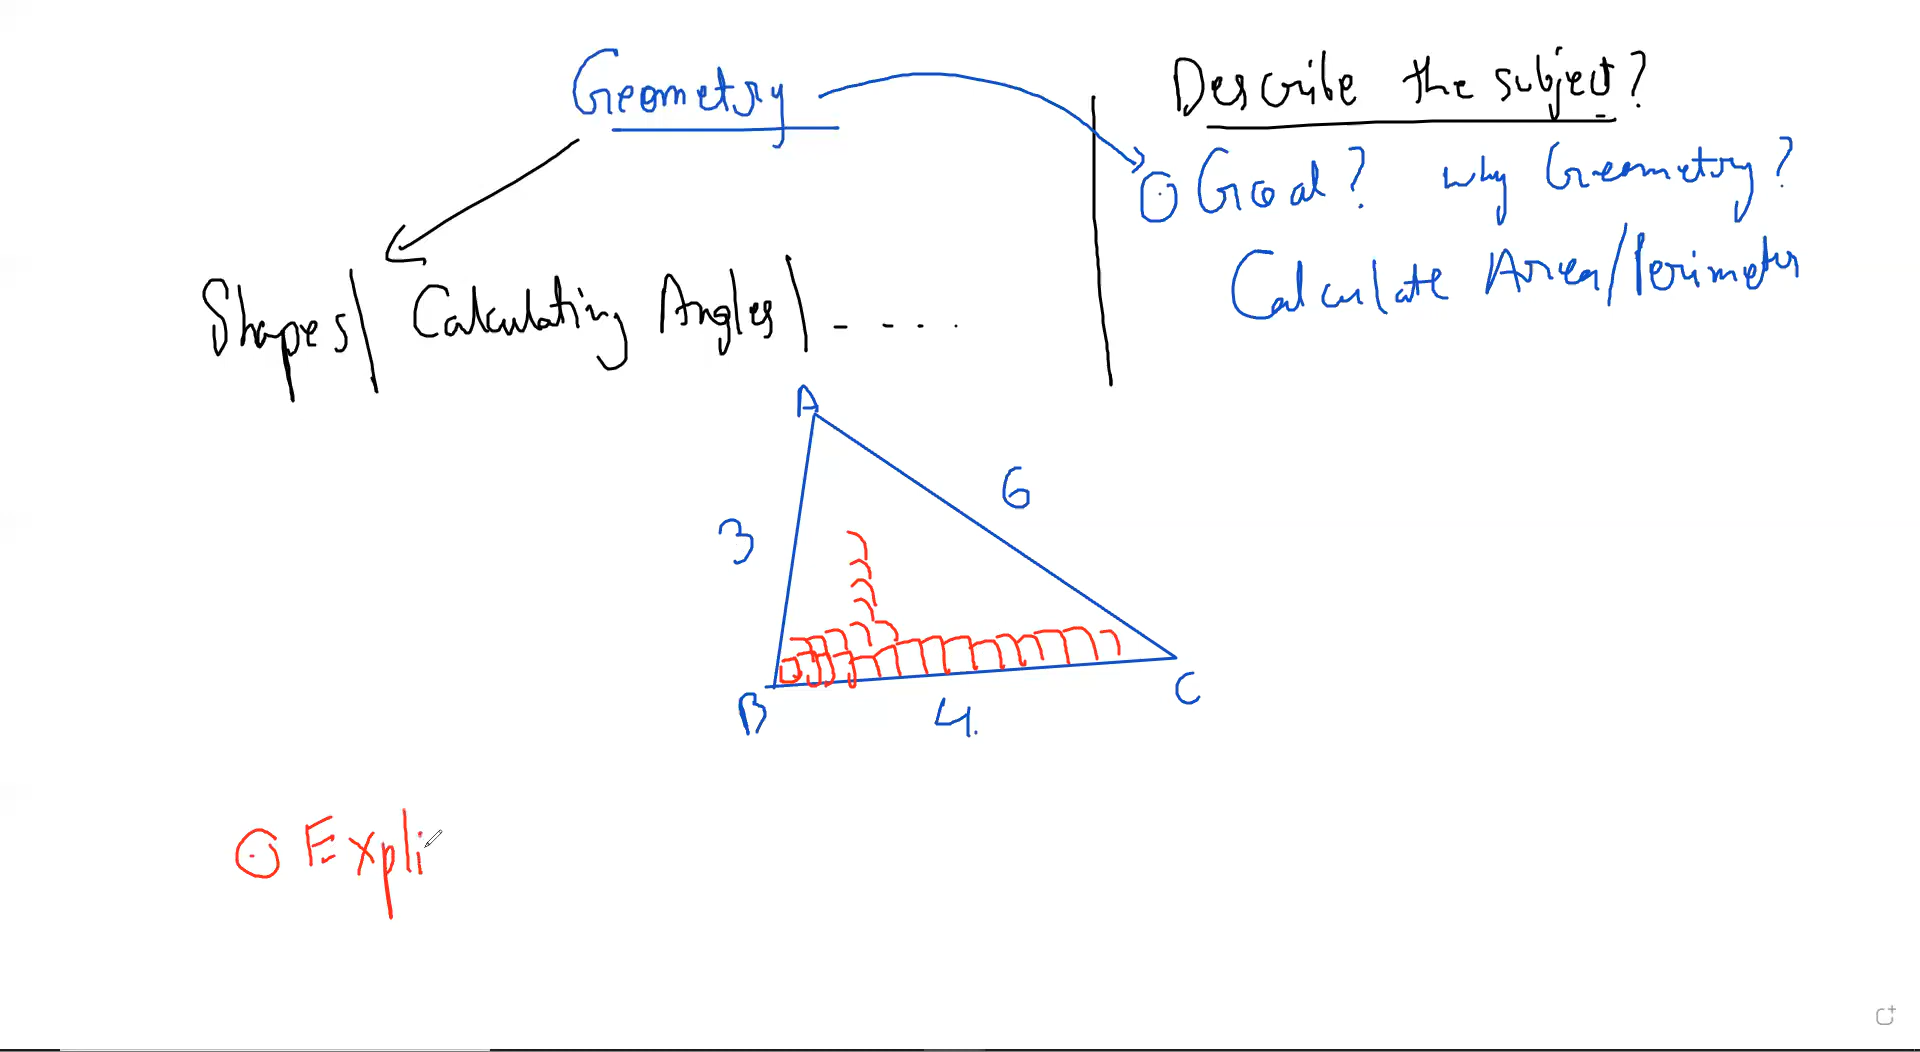 Geometry
Describe the subject?
Goal? why Geometry?
Calculate Area/Perimeter
Shapes/ Calculating Angles/ - - - .
A
6
3
B
C
4
Expli